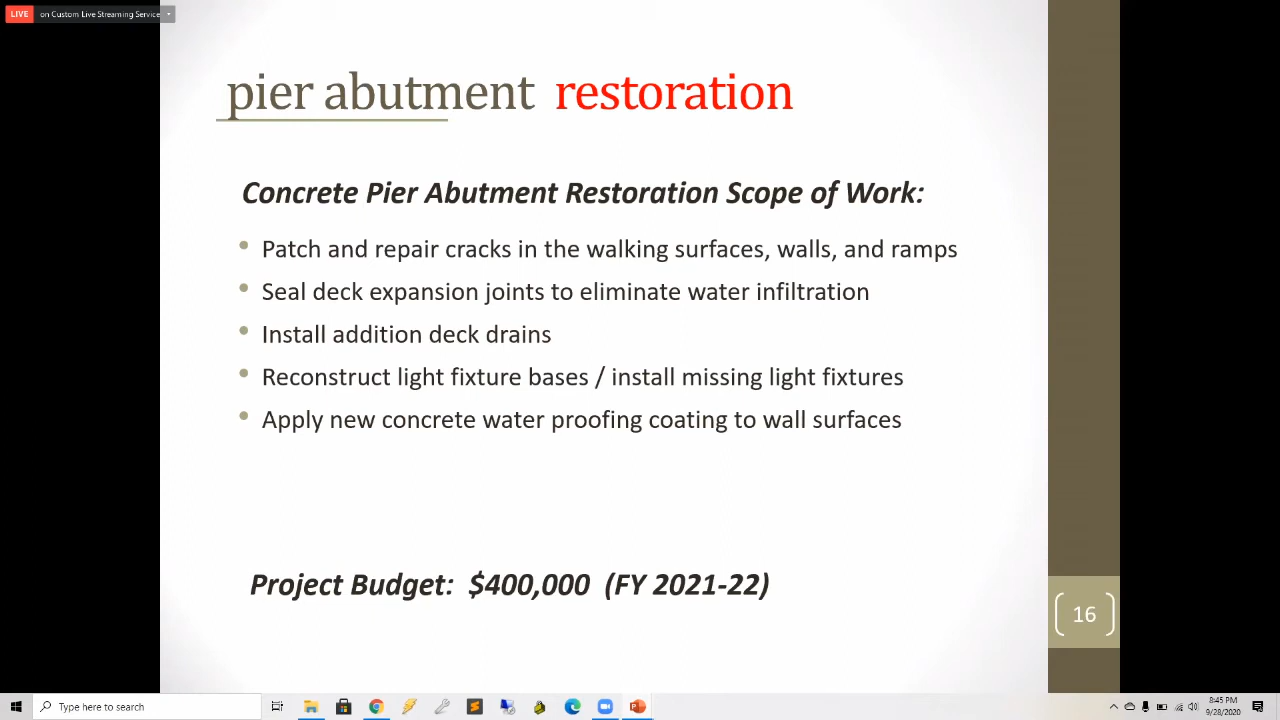 LIVE on Custom Live Streaming Service
pier abutment restoration
Concrete Pier Abutment Restoration Scope of Work:
• Patch and repair cracks in the walking surfaces, walls, and ramps
• Seal deck expansion joints to eliminate water infiltration
• Install addition deck drains
• Reconstruct light fixture bases / install missing light fixtures
• Apply new concrete water proofing coating to wall surfaces
Project Budget: $400,000 (FY 2021-22)
16
Type here to search
8:45 PM
9/28/2020